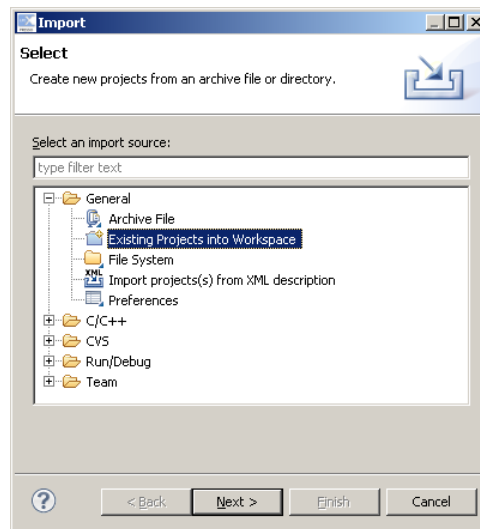 Import
Select
Create new projects from an archive file or directory.
Select an import source:
type filter text
General
Archive File
Existing Projects into Workspace
File System
XML
Import projects(s) from XML description
Preferences
C/C++
CVS
Run/Debug
Team
?
< Back Next > Finish Cancel